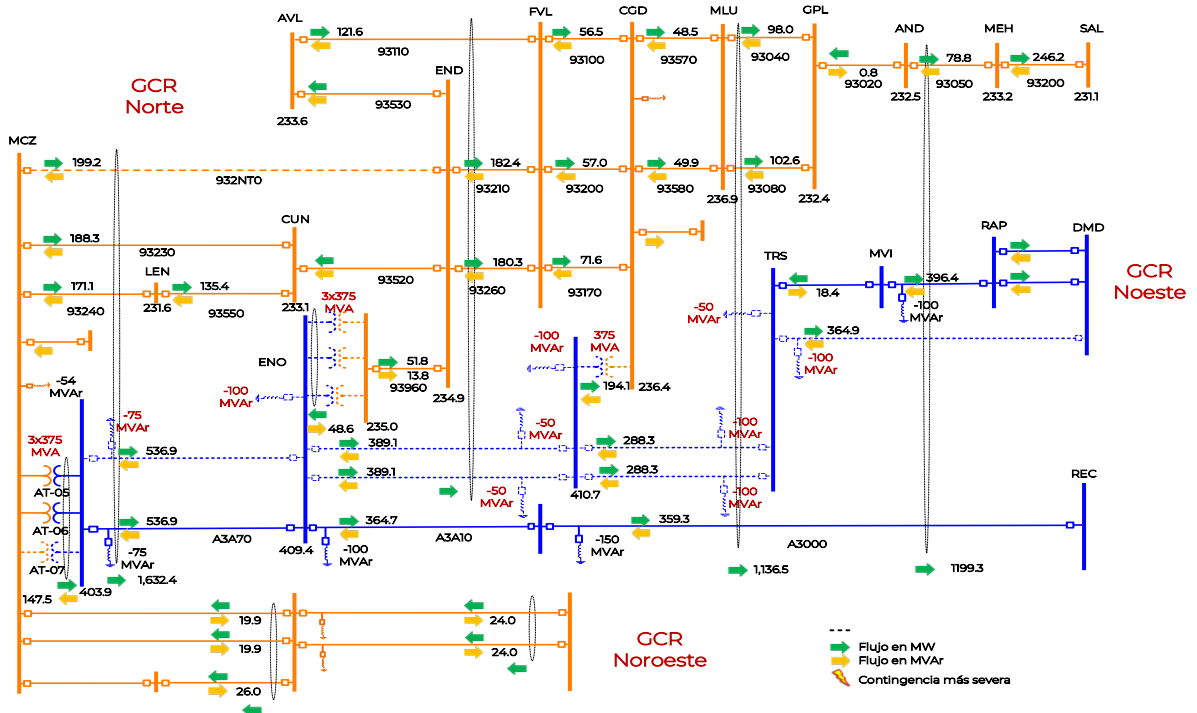 AVL
FVL
CGD
MLU
GPL
AND
MEH
SAL
121.6
93110
56.5
93100
48.5
93570
98.0
93040
0.8
93020
78.8
93050
246.2
93200
232.5
233.2
231.1
GCR
Norte
END
93530
233.6
MCZ
199.2
932NT0
182.4
93210
57.0
93200
49.9
93580
102.6
93080
236.9
232.4
CUN
188.3
93230
LEN
171.1
93240
231.6
135.4
93550
233.1
93520
180.3
93260
71.6
93170
TRS
MVI
RAP
DMD
18.4
396.4
-100
MVAr
364.9
-100
MVAr
-50
MVAr
GCR
Noeste
3x375
MVA
ENO
-100
MVAr
51.8
13.8
93960
234.9
235.0
48.6
-100
MVAr
375
MVA
194.1
236.4
-54
MVAr
-75
MVAr
536.9
3x375
MVA
AT-05
AT-06
AT-07
389.1
389.1
-50
MVAr
-50
MVAr
288.3
288.3
-100
MVAr
-100
MVAr
410.7
REC
536.9
A3A70
-75
MVAr
409.4
364.7
A3A10
-100
MVAr
359.3
-150
MVAr
A3000
1,632.4
1,136.5
1199.3
403.9
147.5
19.9
19.9
26.0
24.0
24.0
GCR
Noroeste
Flujo en MW
Flujo en MVAr
Contingencia más severa